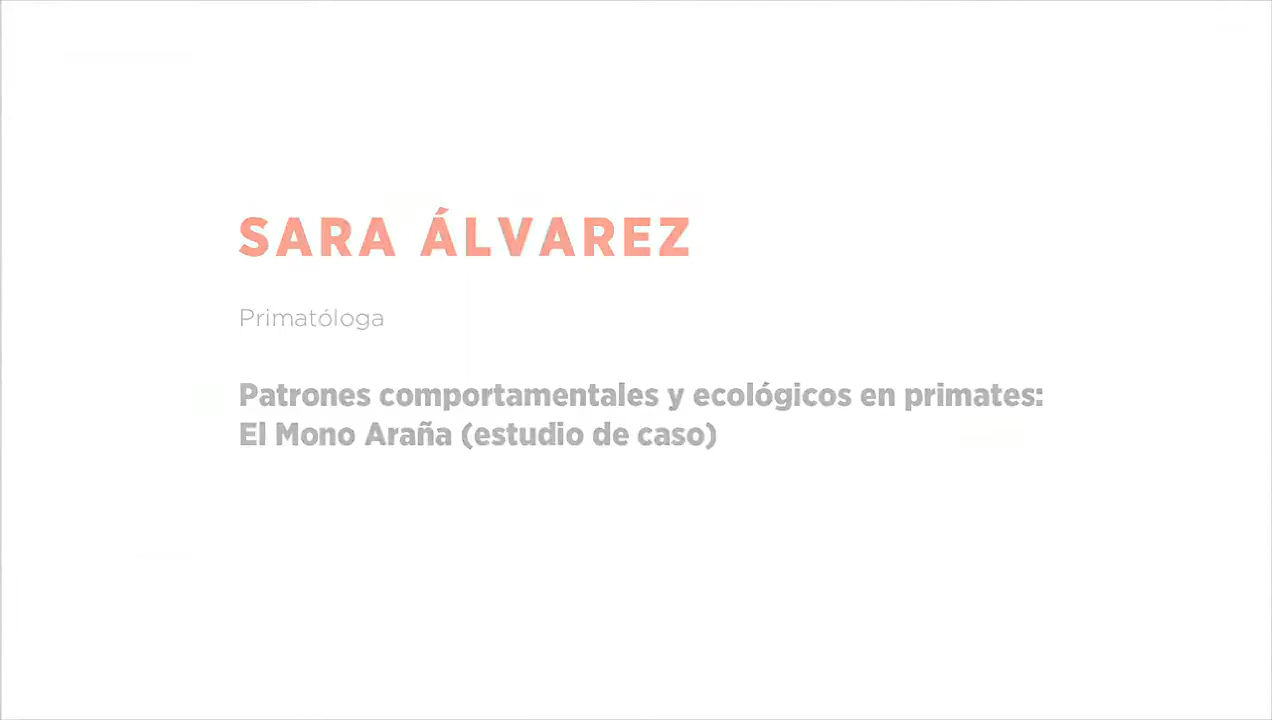 SARA ÁLVAREZ
Primatóloga
Patrones comportamentales y ecológicos en primates:
El Mono Araña (estudio de caso)